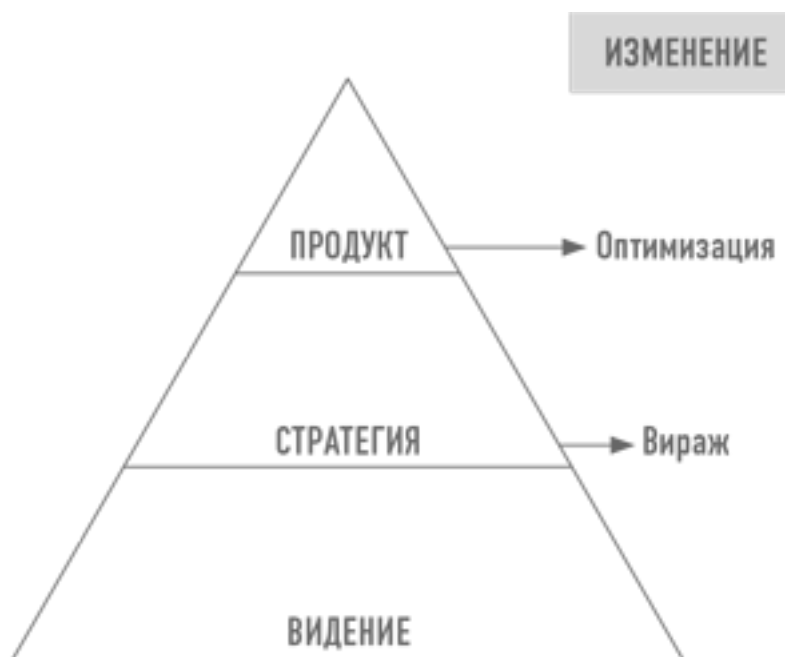 ИЗМЕНЕНИЕ
ПРОДУКТ
Оптимизация
СТРАТЕГИЯ
Вираж
ВИДЕНИЕ